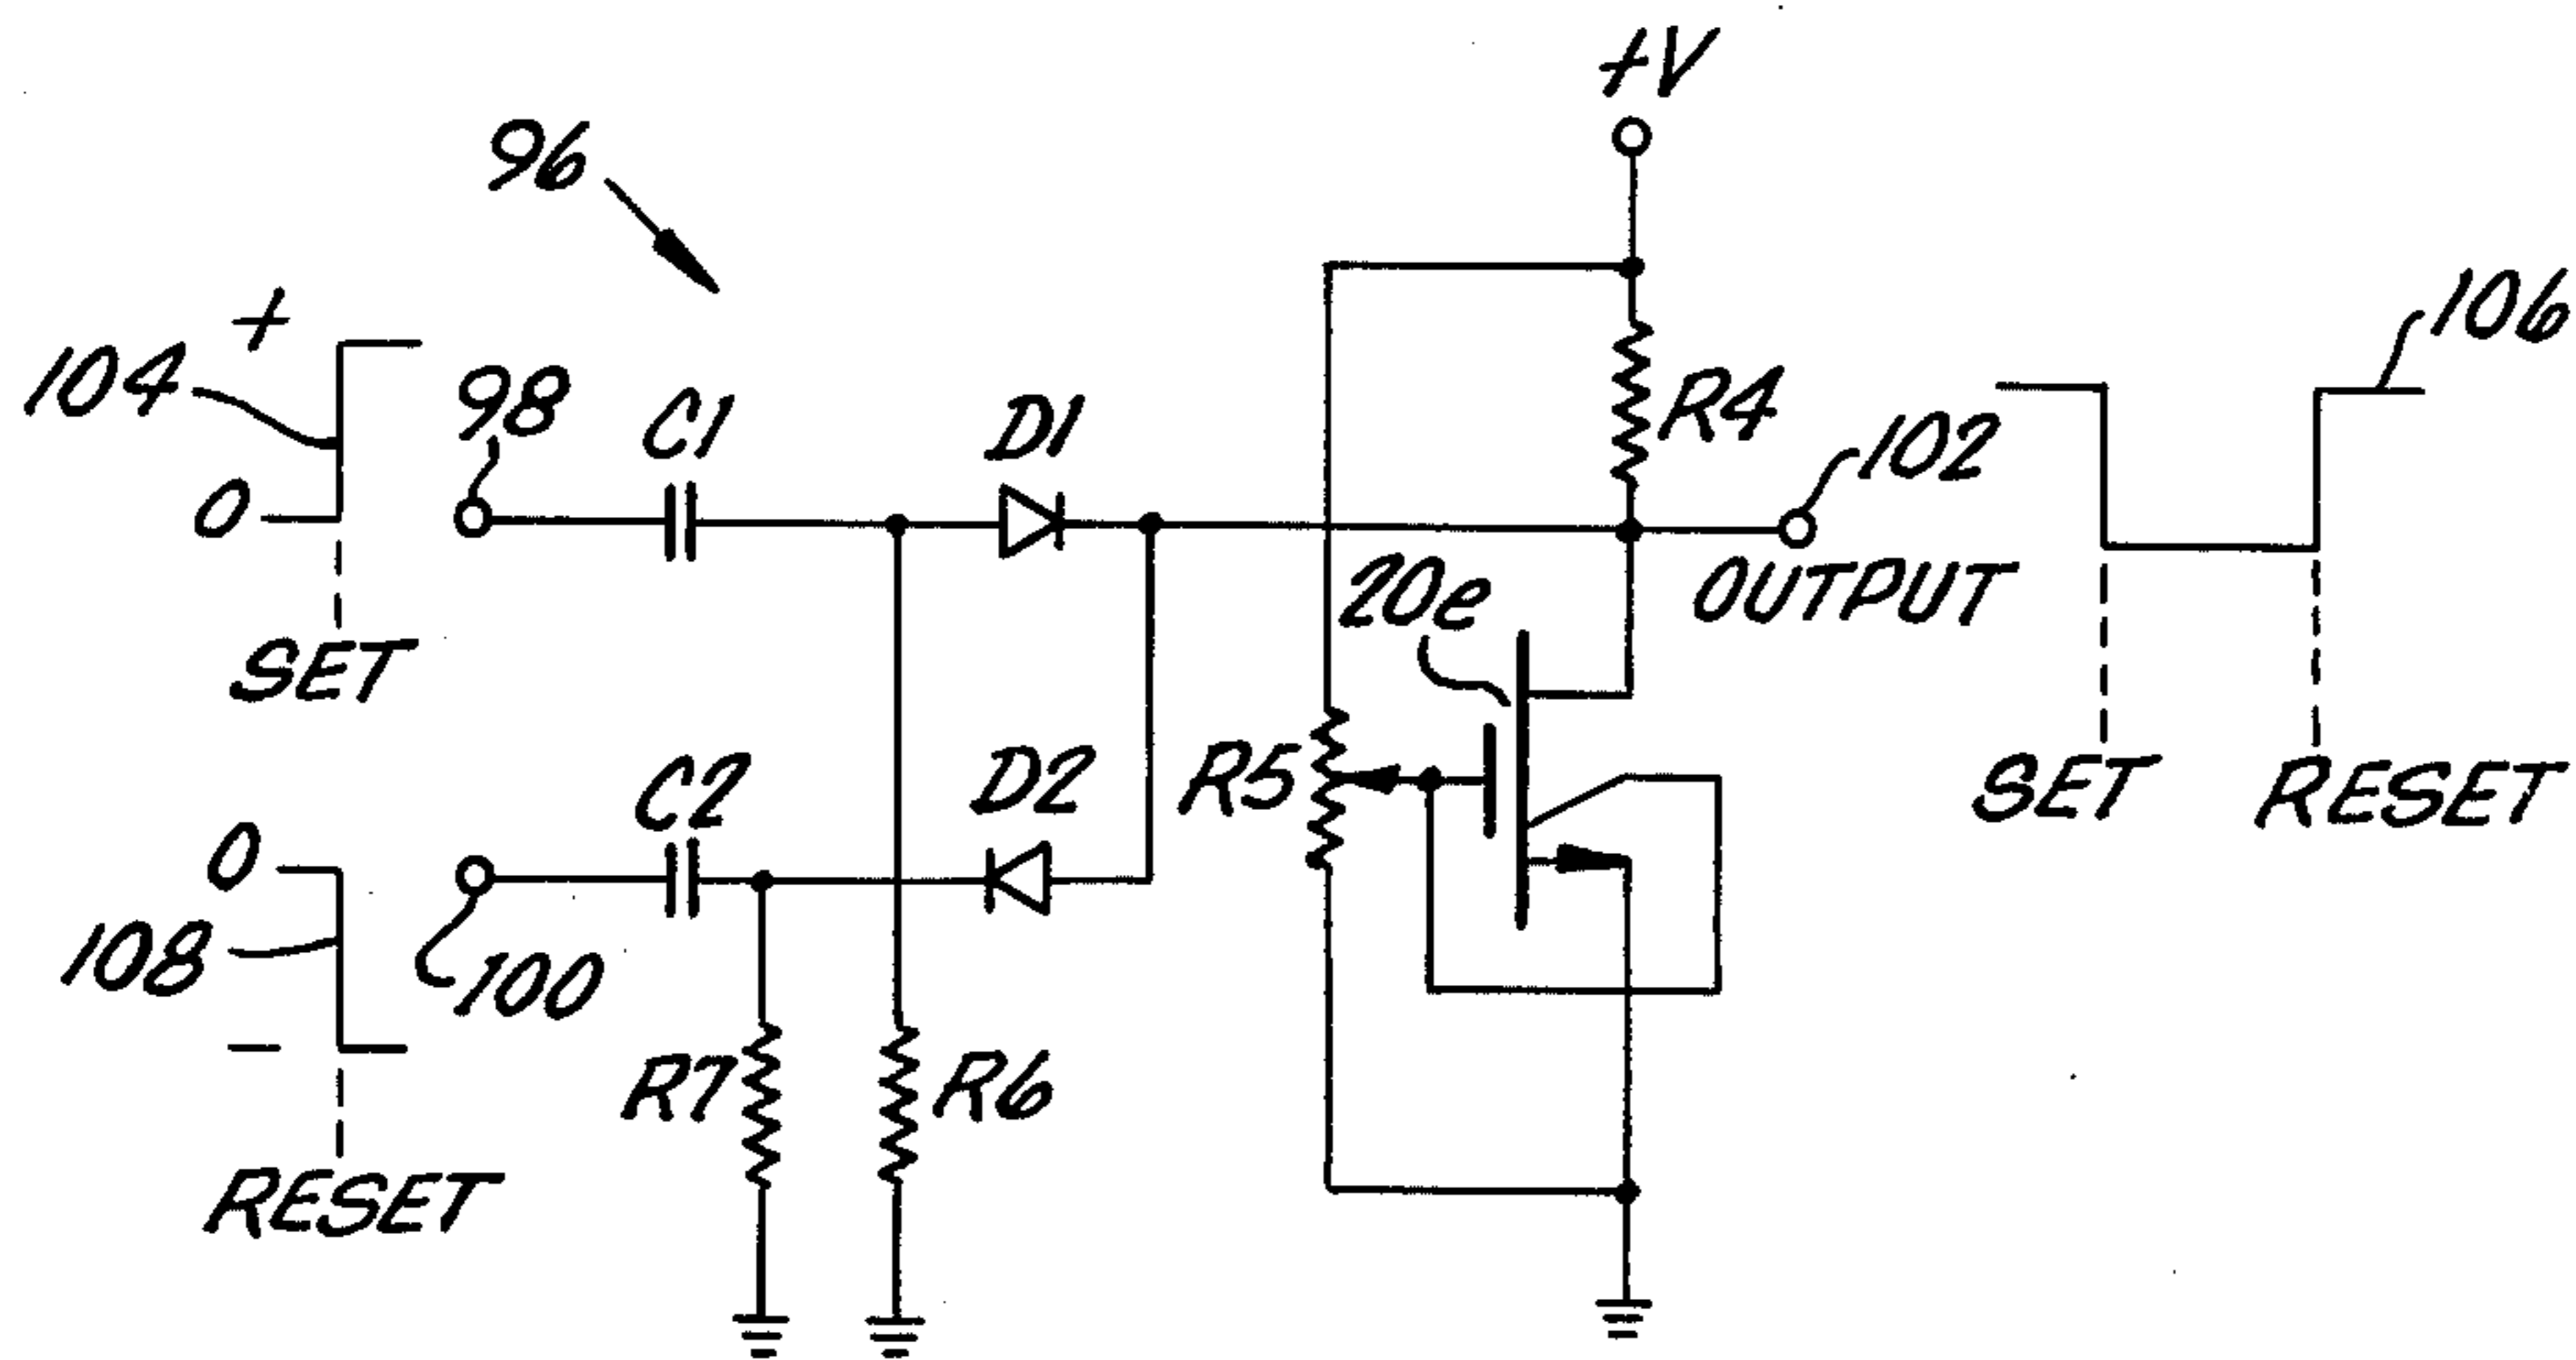 +V
96
+
104
0
98
C1
D1
R4
106
102
SET
20e
OUTPUT
C2
D2
R5
SET
RESET
0
108
100
-
R7
R6
RESET